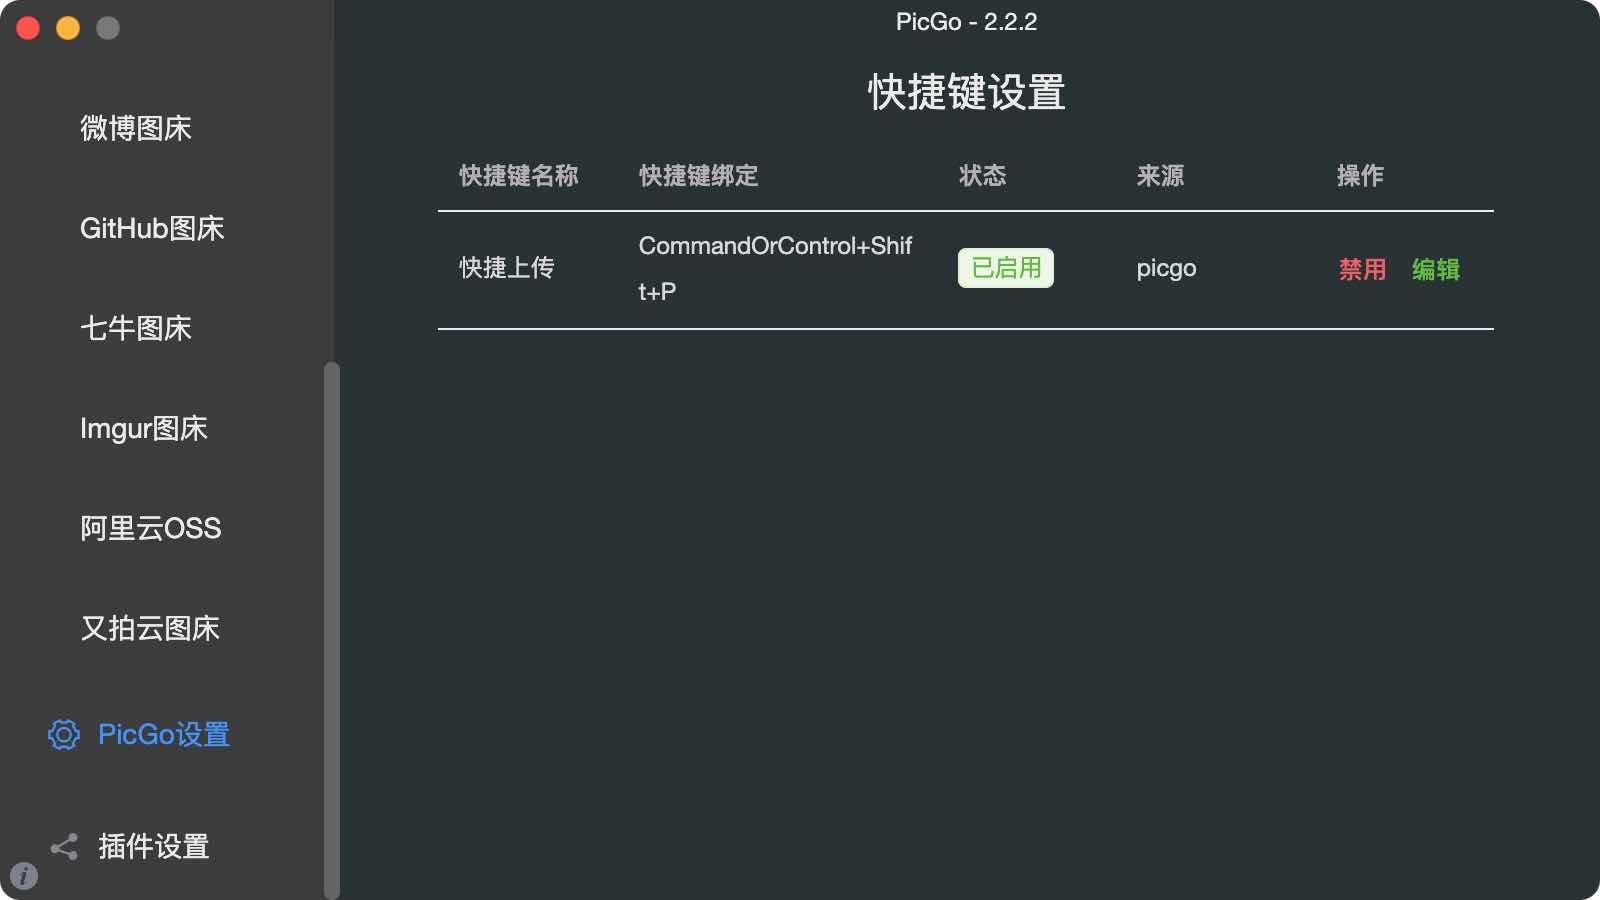 PicGo - 2.2.2
微博图床
GitHub图床
七牛图床
Imgur图床
阿里云OSS
又拍云图床
PicGo设置
插件设置
i
快捷键设置
快捷键名称 快捷键绑定 状态 来源 操作
快捷上传 CommandOrControl+Shif 已启用 picgo 禁用 编辑
t+P